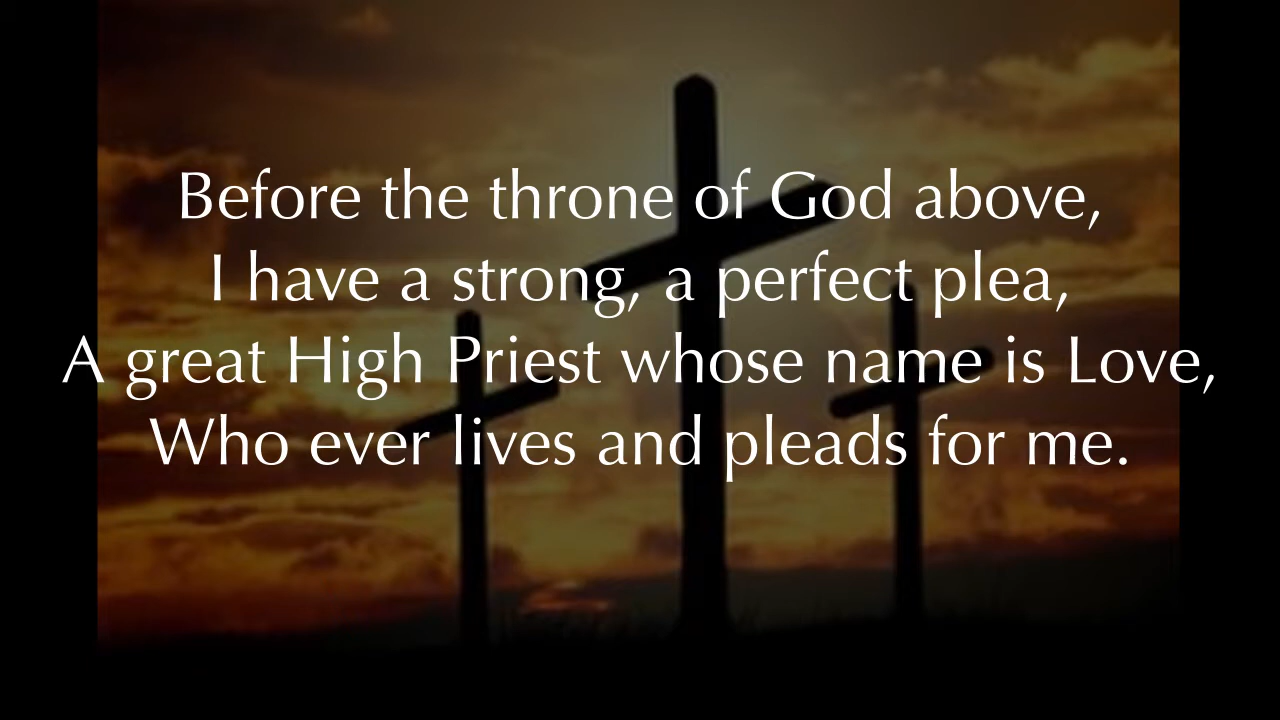 Before the throne of God above,
I have a strong, a perfect plea,
A great High Priest whose name is Love,
Who ever lives and pleads for me.